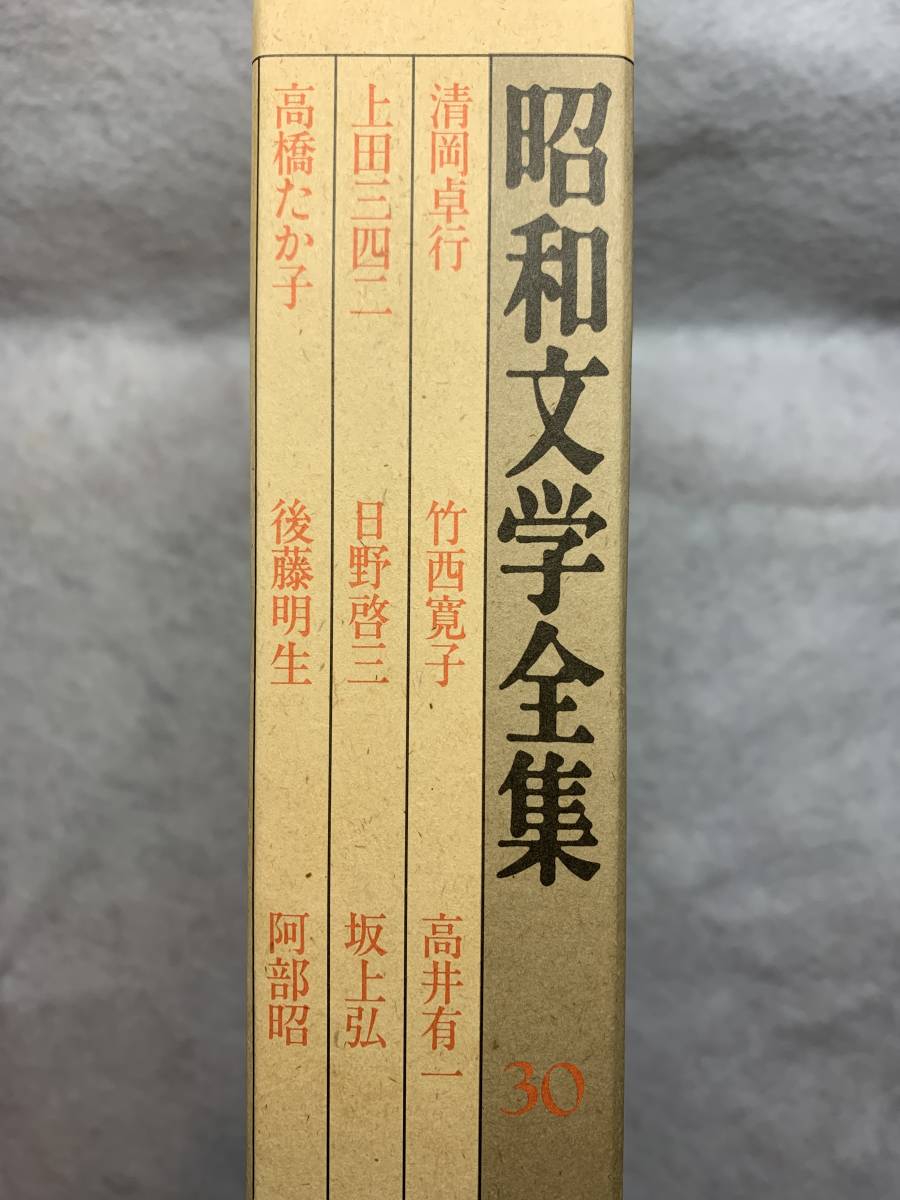 昭和文学全集
30
清岡卓行
竹西寛子
高井有一
上田三四二
日野啓三
坂上弘
高橋たか子
後藤明生
阿部昭